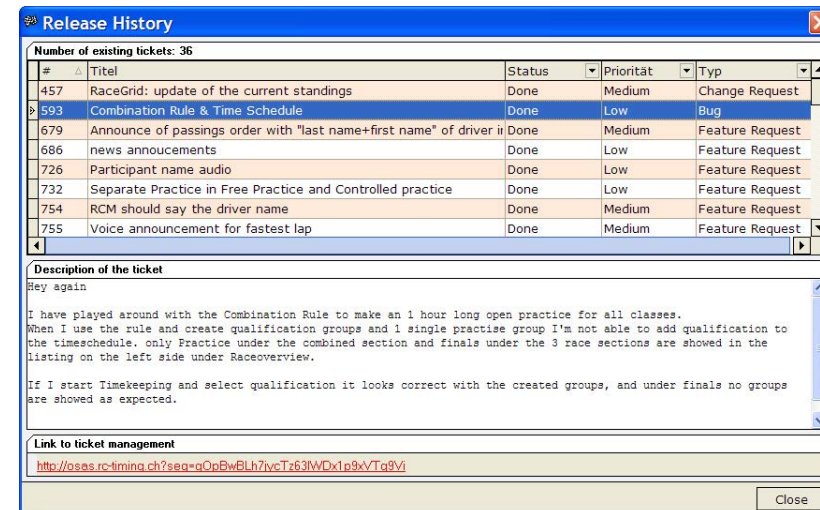 Release History
Number of existing tickets: 36
# Titel Status Priorität Typ
457 RaceGrid: update of the current standings Done Medium Change Request
593 Combination Rule & Time Schedule Done Low Bug
679 Announce of passings order with "last name+first name" of driver ir Done Medium Feature Request
686 news annoucements Done Low Feature Request
726 Participant name audio Done Low Feature Request
732 Separate Practice in Free Practice and Controlled practice Done Low Feature Request
754 RCM should say the driver name Done Medium Feature Request
755 Voice announcement for fastest lap Done Medium Feature Request
Description of the ticket
Hey again
I have played around with the Combination Rule to make an 1 hour long open practice for all classes.
When I use the rule and create qualification groups and 1 single practise group I'm not able to add qualification to
the timeschedule. only Practice under the combined section and finals under the 3 race sections are showed in the
listing on the left side under Raceoverview.
If I start Timekeeping and select qualification it looks correct with the created groups, and under finals no groups
are showed as expected.
Link to ticket management
Close